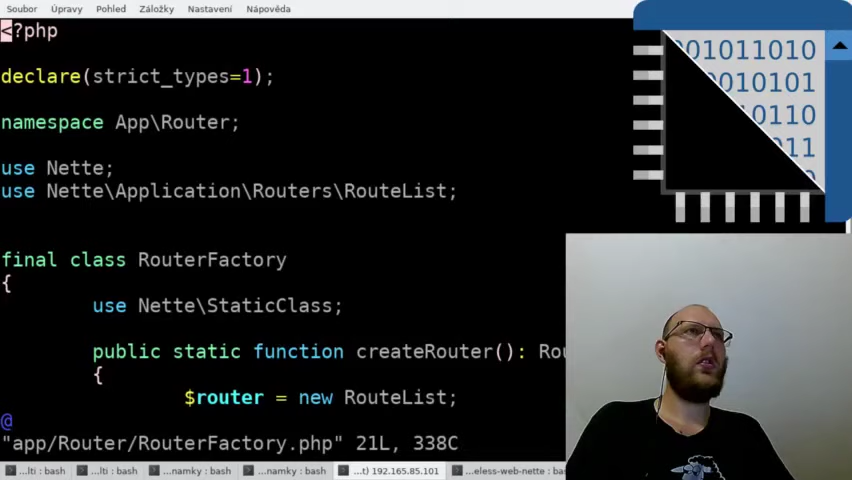 Soubor Úpravy Pohled Záložky Nastavení Nápověda
<?php
declare(strict_types=1);
namespace App\Router;
use Nette;
use Nette\Application\Routers\RouteList;
final class RouterFactory
{
use Nette\StaticClass;
public static function createRouter(): Rou
{
$router = new RouteList;
@
"app/Router/RouterFactory.php" 21L, 338C
...lti : bash ...lti : bash ...namky : bash ...namky : bash ...t) 192.165.85.101 ...eless-web-nette : bash
001011010
0010101
0110
011